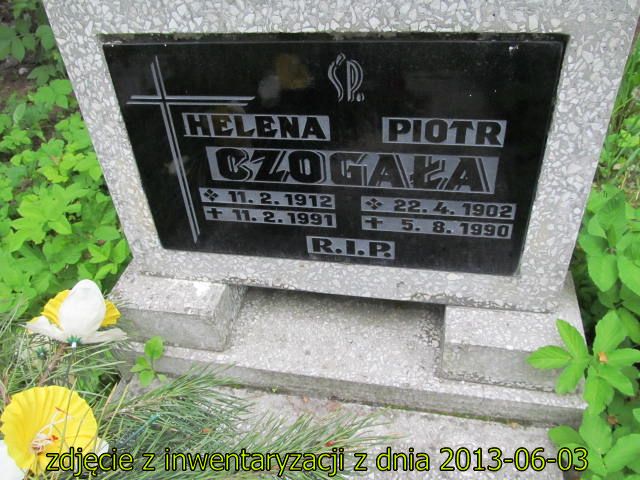 ŚP.
HELENA PIOTR
CZOGAŁA
11. 2. 1912 22. 4. 1902
11. 2. 1991 5. 8. 1990
R.I.P.
zdjęcie z inwentaryzacji z dnia 2013-06-03